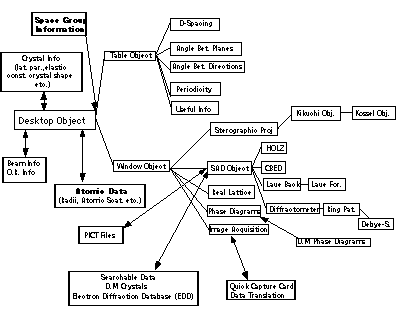 Space Group
Information
D-Spacing
Crystal Info
(lat. par.,elastic
const. crystal shape
etc.)
Table Object
Angle Bet. Planes
Angle Bet. Directions
Periodicity
Useful Info
Desktop Object
Kikuchi Obj.
Kossel Obj.
Sterographic Proj
HOLZ
Beam Info
O.L. Info
Window Object
SAD Object
CBED
Laue Back
Laue For.
Atomic Data
(Radii, Atomic Scat. etc.)
Real Lattice
Phase Diagrams
Diffractometer
Ring Pat.
Debye-S.
PICT Files
Image Acquisition
D.M Phase Diagrams
Searchable Data
D.M Crystals
Electron Diffraction Database (EDD)
Quick Capture Card
Data Translation